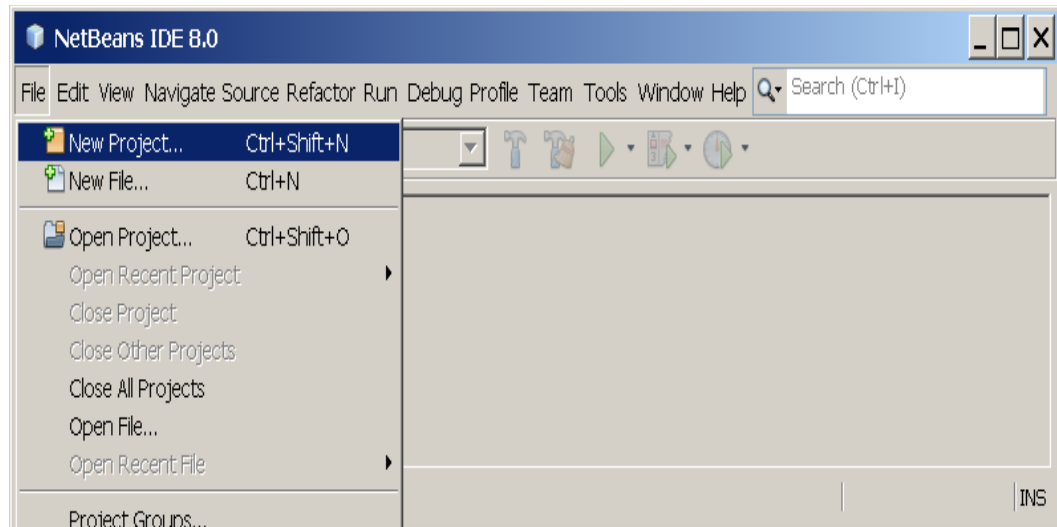 NetBeans IDE 8.0
File Edit View Navigate Source Refactor Run Debug Profile Team Tools Window Help Search (Ctrl+I)
New Project... Ctrl+Shift+N
New File... Ctrl+N
Open Project... Ctrl+Shift+O
Open Recent Project
Close Project
Close Other Projects
Close All Projects
Open File...
Open Recent File
Project Groups...
INS